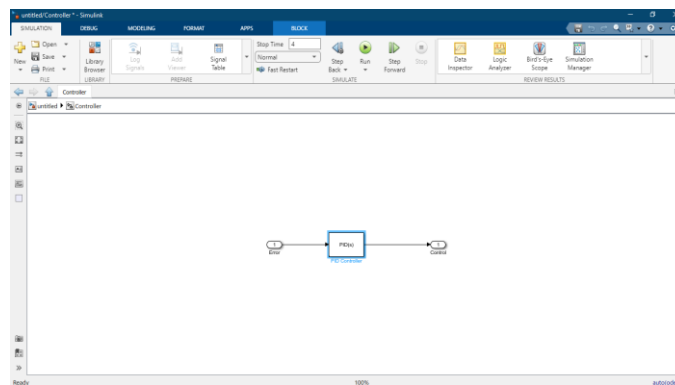 untitled/Controller * - Simulink
SIMULATION DEBUG MODELING FORMAT APPS BLOCK
New
Open
Save
Print
FILE
Library
Browser
LIBRARY
Log
Signals
Add
Viewer
Signal
Table
PREPARE
Stop Time 4
Normal
Fast Restart
Step
Back
Run
Step
Forward
Stop
SIMULATE
Data
Inspector
Logic
Analyzer
Bird's-Eye
Scope
Simulation
Manager
REVIEW RESULTS
Controller
untitled Controller
1
Error
PID(s)
PID Controller
1
Control
Ready 100%